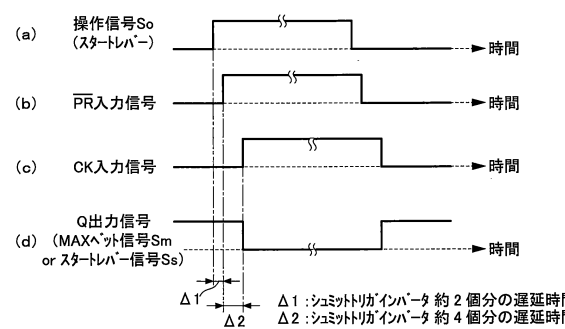 (a) 操作信号So
(スタートレバー)
時間
(b) PR入力信号
時間
(c) CK入力信号
時間
Q出力信号
(d) (MAXベット信号Sm
or スタートレバー信号Ss)
時間
Δ1
Δ2
Δ1 : シュミットトリガインバータ 約 2 個分の遅延時間
Δ2 : シュミットトリガインバータ 約 4 個分の遅延時間